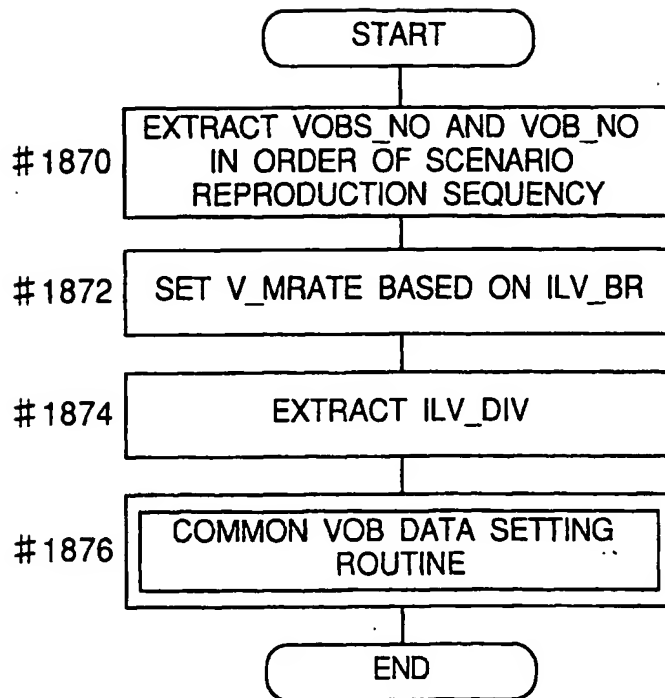 START
#1870
EXTRACT VOBS_NO AND VOB_NO
IN ORDER OF SCENARIO
REPRODUCTION SEQUENCY
#1872
SET V_MRATE BASED ON ILV_BR
#1874
EXTRACT ILV_DIV
#1876
COMMON VOB DATA SETTING
ROUTINE
END